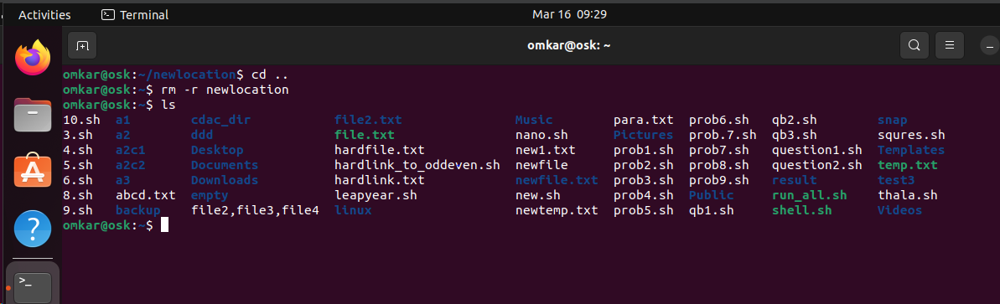 Activities Terminal Mar 16 09:29
omkar@osk: ~
omkar@osk:~/newlocation$ cd ..
omkar@osk:~$ rm -r newlocation
omkar@osk:~$ ls
10.sh a1 cdac_dir file2.txt Music para.txt prob6.sh qb2.sh snap
3.sh a2 ddd file.txt nano.sh Pictures prob.7.sh qb3.sh squres.sh
4.sh a2c1 Desktop hardfile.txt new1.txt prob1.sh prob7.sh question1.sh Templates
5.sh a2c2 Documents hardlink_to_oddeven.sh newfile prob2.sh prob8.sh question2.sh temp.txt
6.sh a3 Downloads hardlink.txt newfile.txt prob3.sh prob9.sh result test3
8.sh abcd.txt empty leapyear.sh new.sh prob4.sh Public run_all.sh thala.sh
9.sh backup file2,file3,file4 linux newtemp.txt prob5.sh qb1.sh shell.sh Videos
omkar@osk:~$